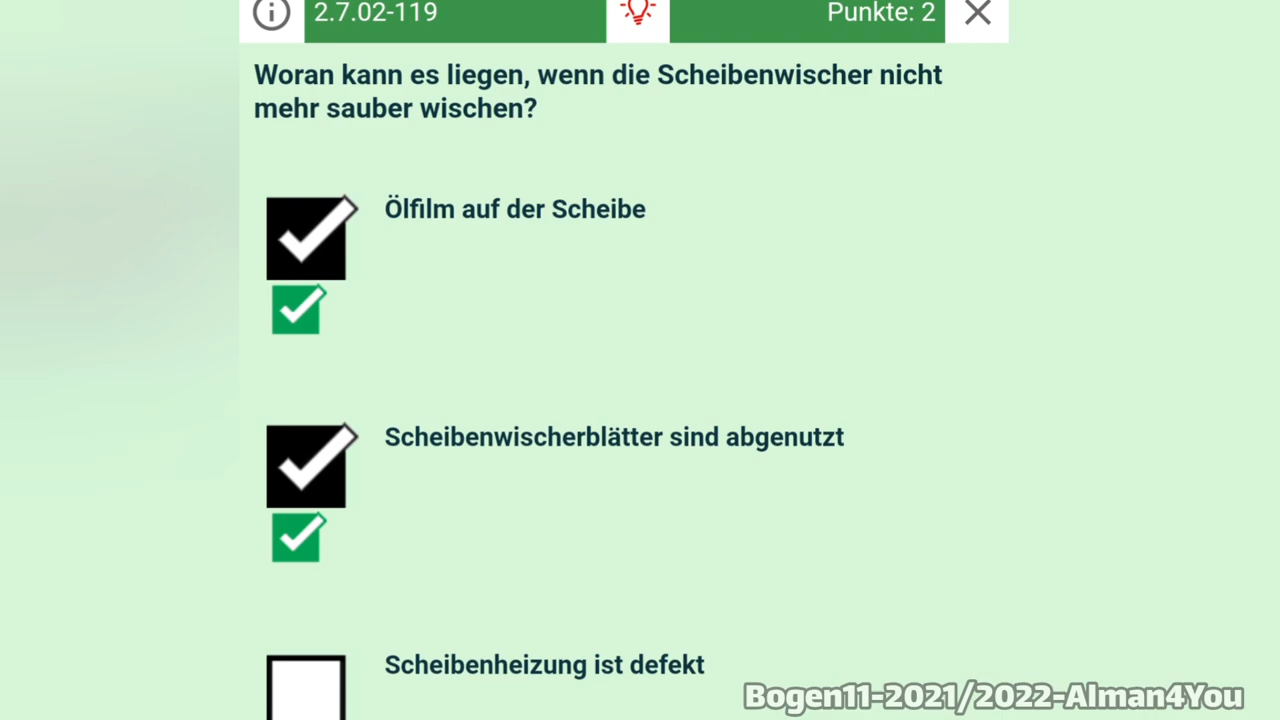 2.7.02-119
Punkte: 2
Woran kann es liegen, wenn die Scheibenwischer nicht
mehr sauber wischen?
Ölfilm auf der Scheibe
Scheibenwischerblätter sind abgenutzt
Scheibenheizung ist defekt
Bogen11-2021/2022-Alman4You